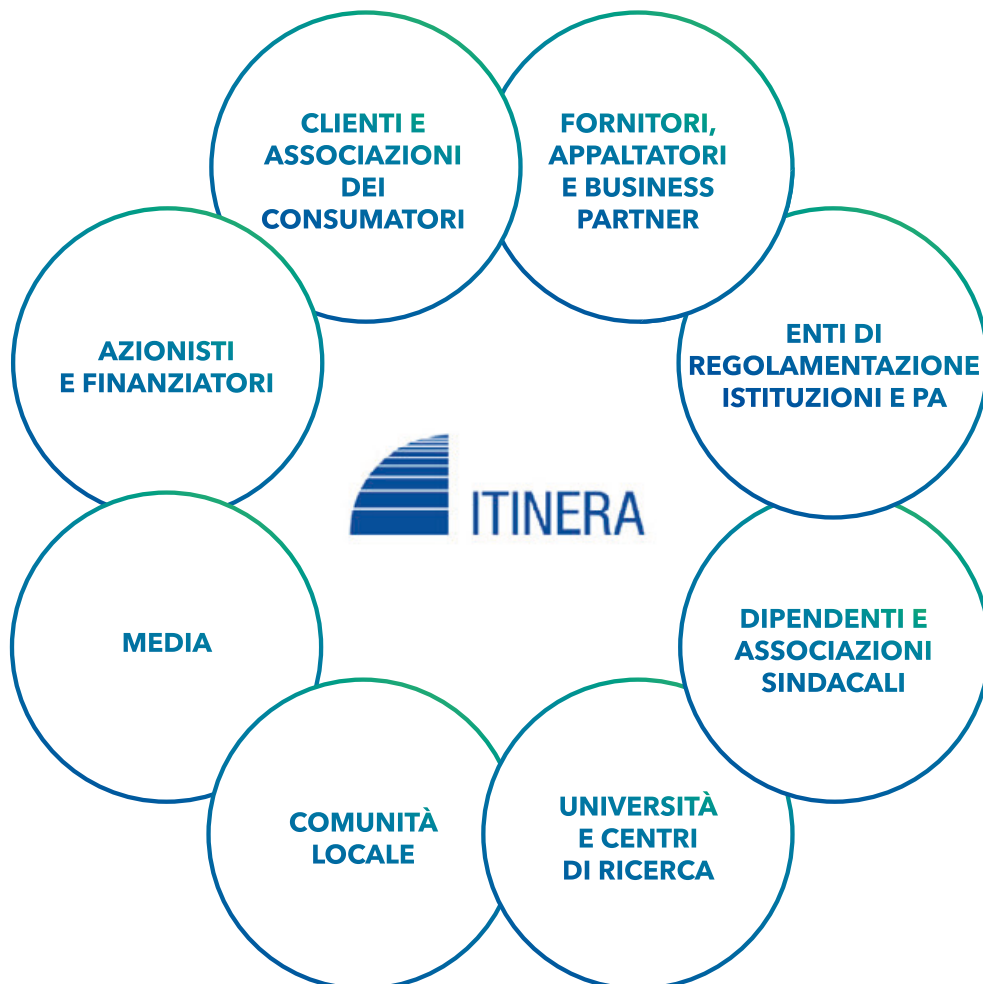 CLIENTI E
ASSOCIAZIONI
DEI
CONSUMATORI
FORNITORI,
APPALTATORI
E BUSINESS
PARTNER
ENTI DI
REGOLAMENTAZIONE
ISTITUZIONI E PA
AZIONISTI
E FINANZIATORI
ITINERA
DIPENDENTI E
ASSOCIAZIONI
SINDACALI
MEDIA
UNIVERSITÀ
E CENTRI
DI RICERCA
COMUNITÀ
LOCALE